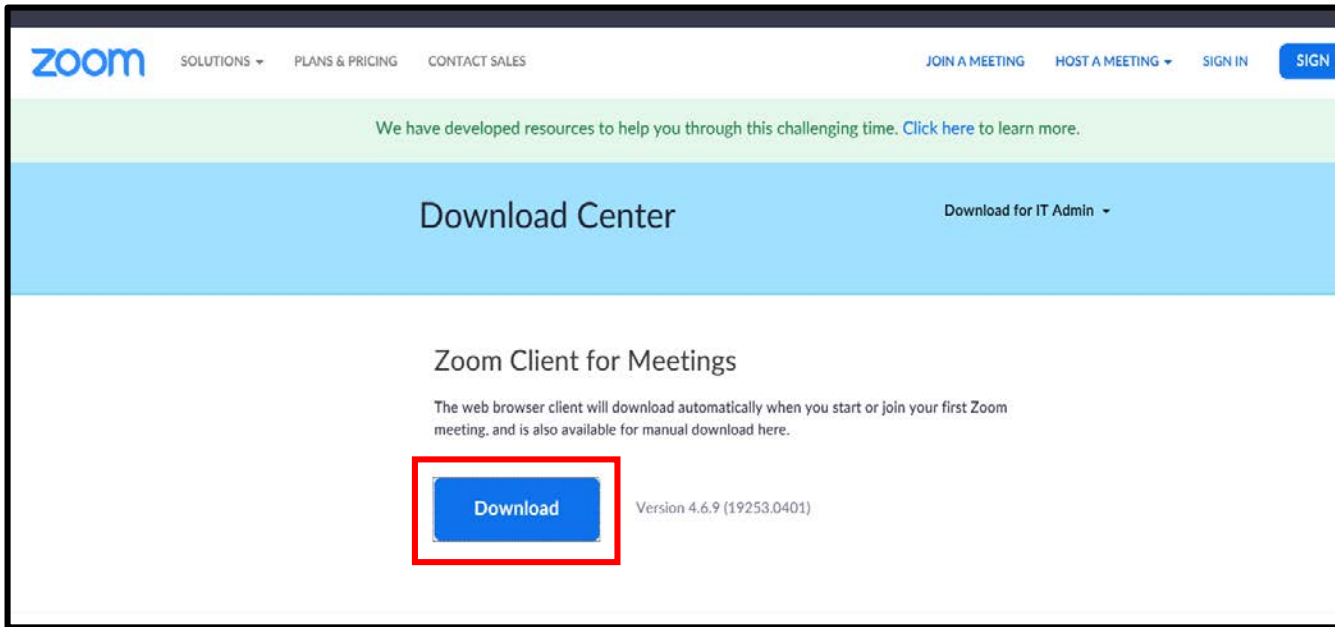 zoom SOLUTIONS PLANS & PRICING CONTACT SALES JOIN A MEETING HOST A MEETING SIGN IN SIGN
We have developed resources to help you through this challenging time. Click here to learn more.
Download Center Download for IT Admin
Zoom Client for Meetings
The web browser client will download automatically when you start or join your first Zoom
meeting, and is also available for manual download here.
Download Version 4.6.9 (19253.0401)